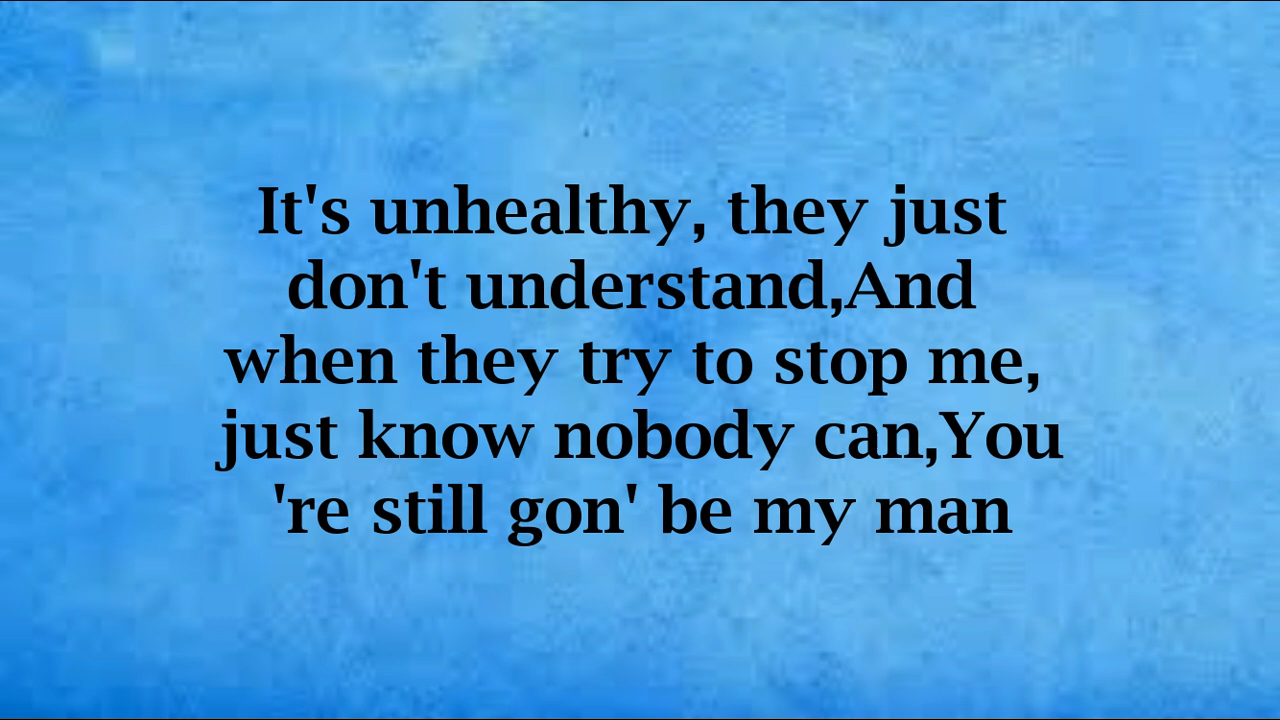 It's unhealthy, they just
don't understand,And
when they try to stop me,
just know nobody can,You
're still gon' be my man